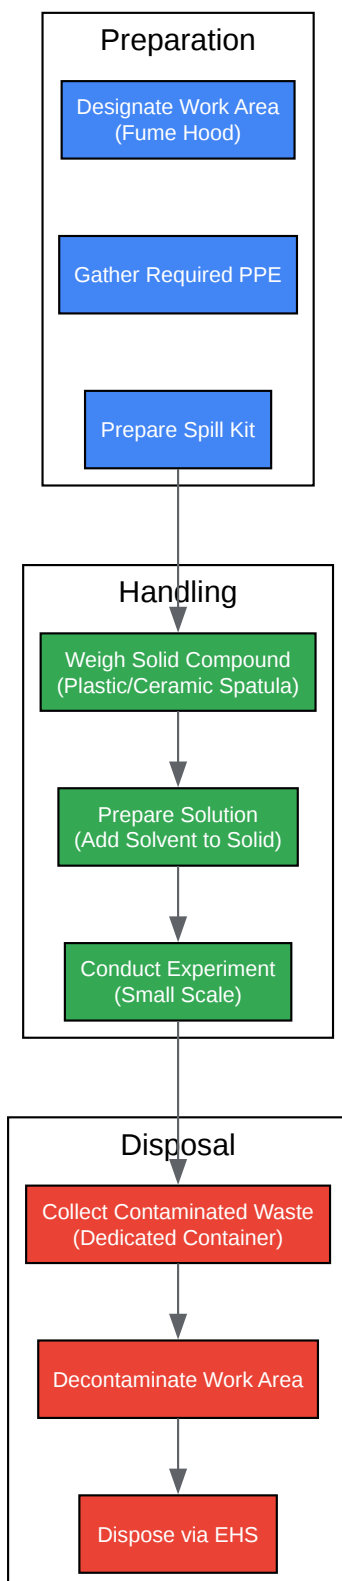 Preparation
Designate Work Area
(Fume Hood)
Gather Required PPE
Prepare Spill Kit
Handling
Weigh Solid Compound
(Plastic/Ceramic Spatula)
Prepare Solution
(Add Solvent to Solid)
Conduct Experiment
(Small Scale)
Disposal
Collect Contaminated Waste
(Dedicated Container)
Decontaminate Work Area
Dispose via EHS